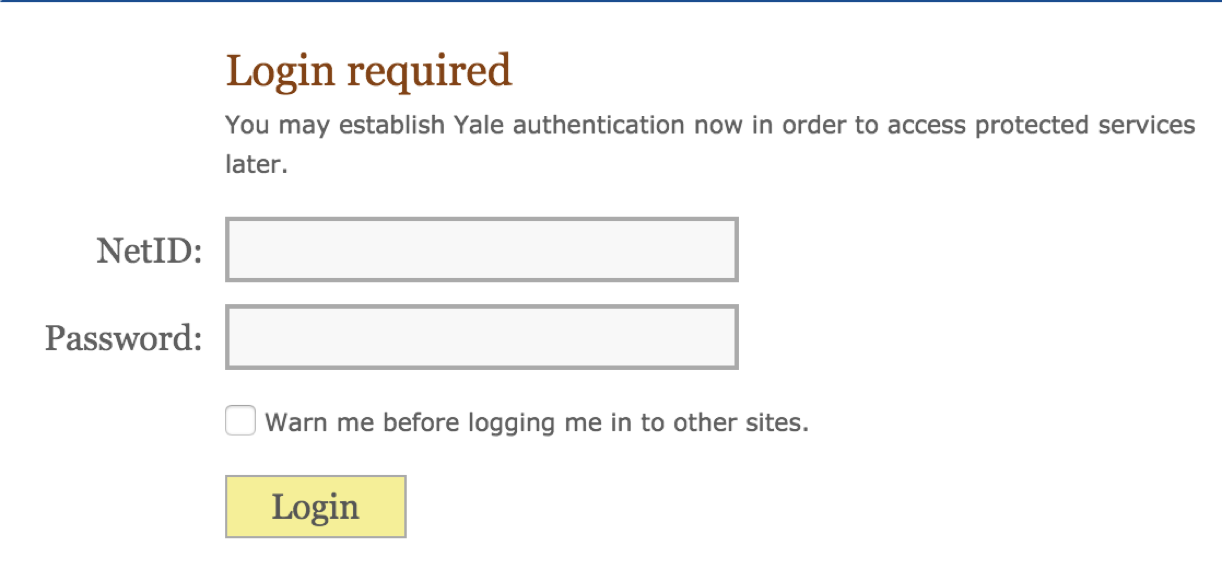 Login required
You may establish Yale authentication now in order to access protected services
later.
NetID:
Password:
Warn me before logging me in to other sites.
Login